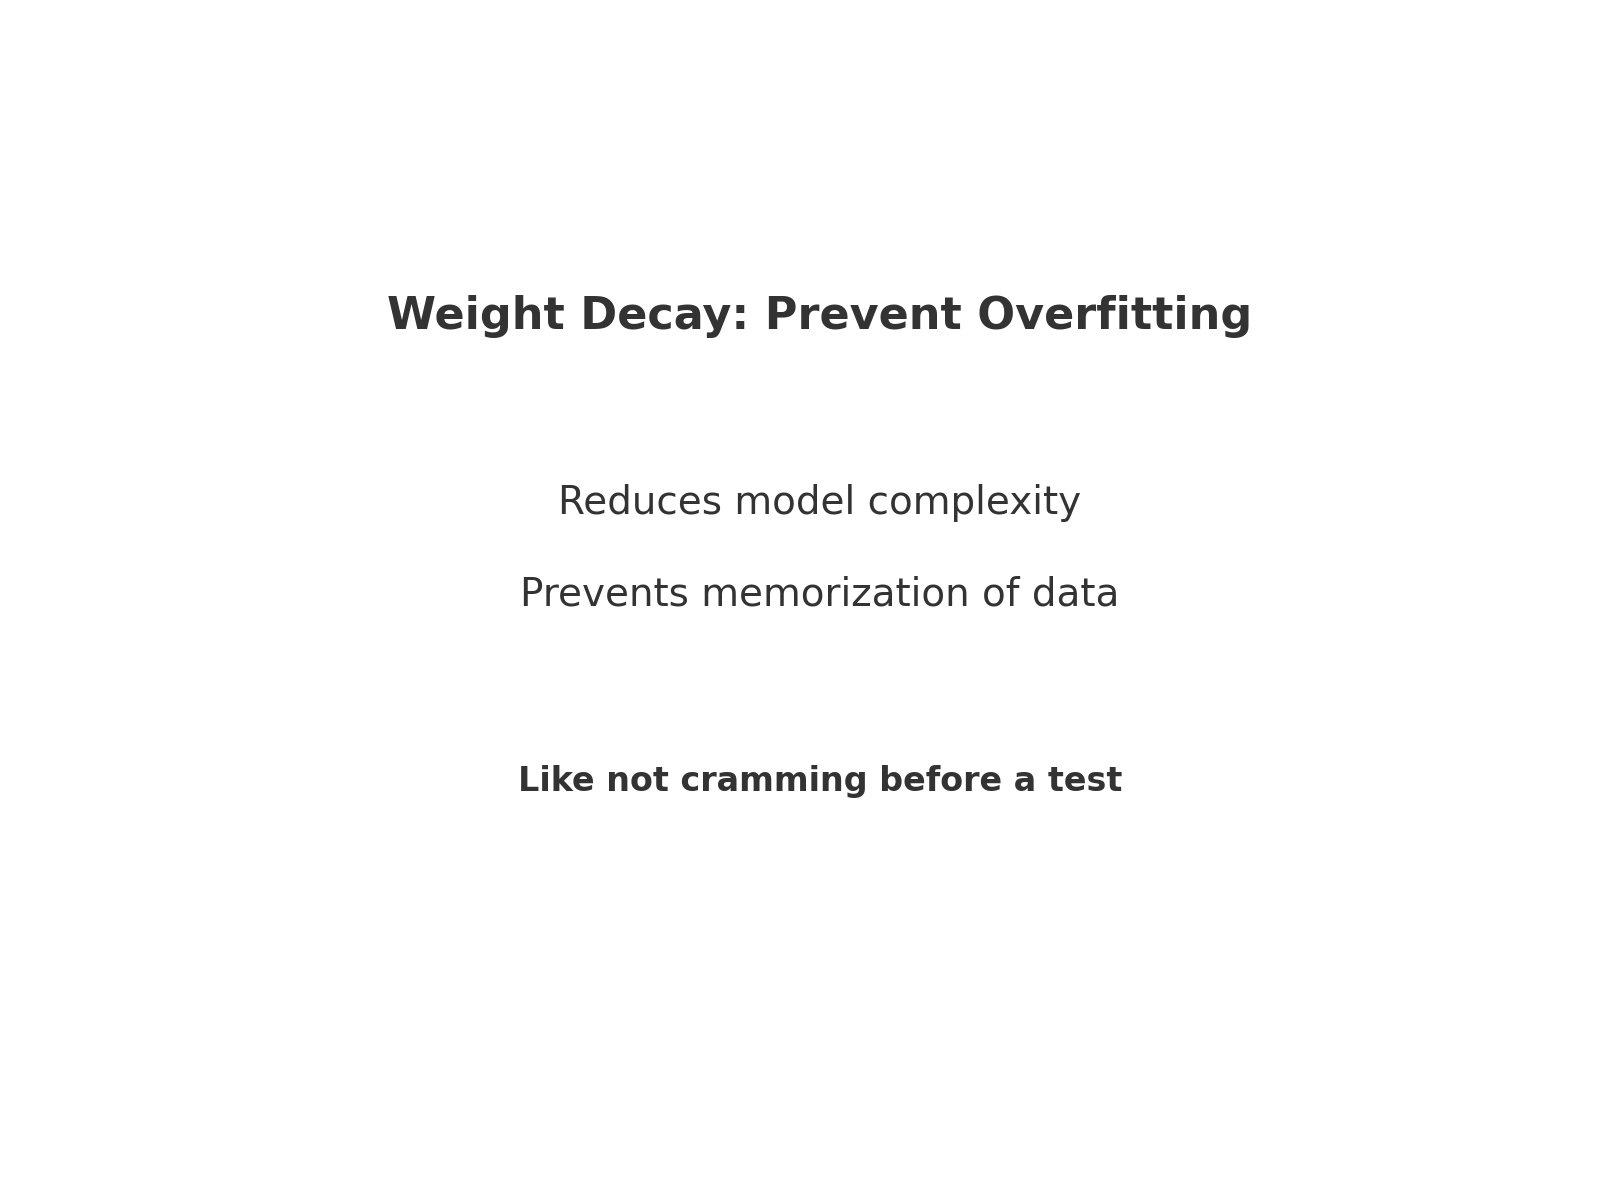 Weight Decay: Prevent Overfitting
Reduces model complexity
Prevents memorization of data
Like not cramming before a test